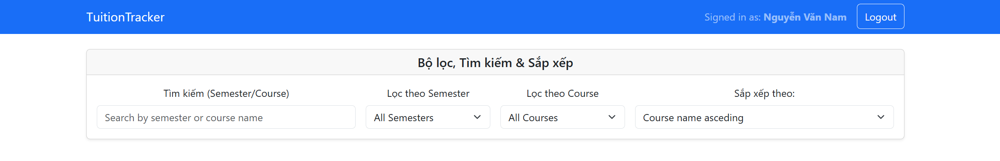 TuitionTracker
Signed in as: Nguyễn Văn Nam
Logout
Bộ lọc, Tìm kiếm & Sắp xếp
Tìm kiếm (Semester/Course)
Lọc theo Semester
Lọc theo Course
Sắp xếp theo:
Search by semester or course name
All Semesters
All Courses
Course name asceding